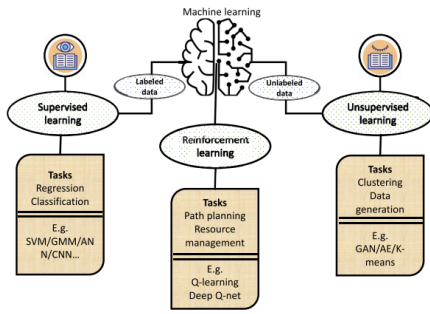 Machine learning
Labeled
data
Unlabeled
data
Supervised
learning
Reinforcement
learning
Unsupervised
learning
Tasks
Regression
Classification
E.g.
SVM/GMM/AN
N/CNN...
Tasks
Path planning
Resource
management
E.g.
Q-learning
Deep Q-net
Tasks
Clustering
Data
generation
E.g.
GAN/AE/K-
means